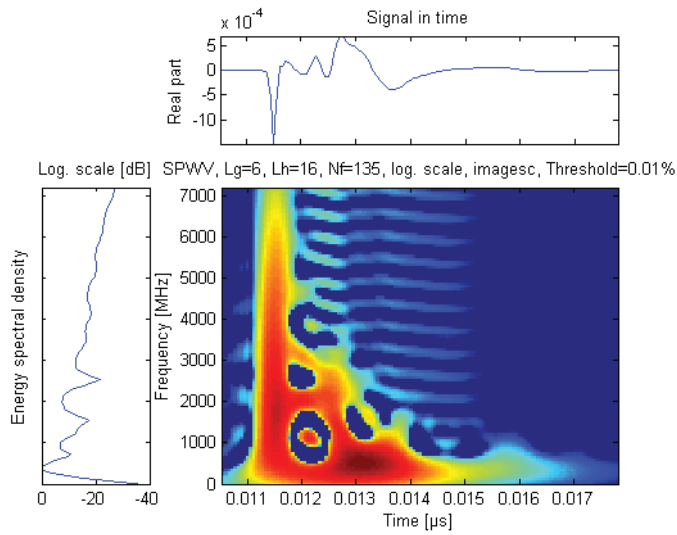 Signal in time
x 10-4
Real part
5
0
-5
-10
Log. scale [dB]
SPWV, Lg=6, Lh=16, Nf=135, log. scale, imagesc, Threshold=0.01%
Energy spectral density
0 -20 -40
Frequency [MHz]
7000
6000
5000
4000
3000
2000
1000
0
0.011 0.012 0.013 0.014 0.015 0.016 0.017
Time [µs]